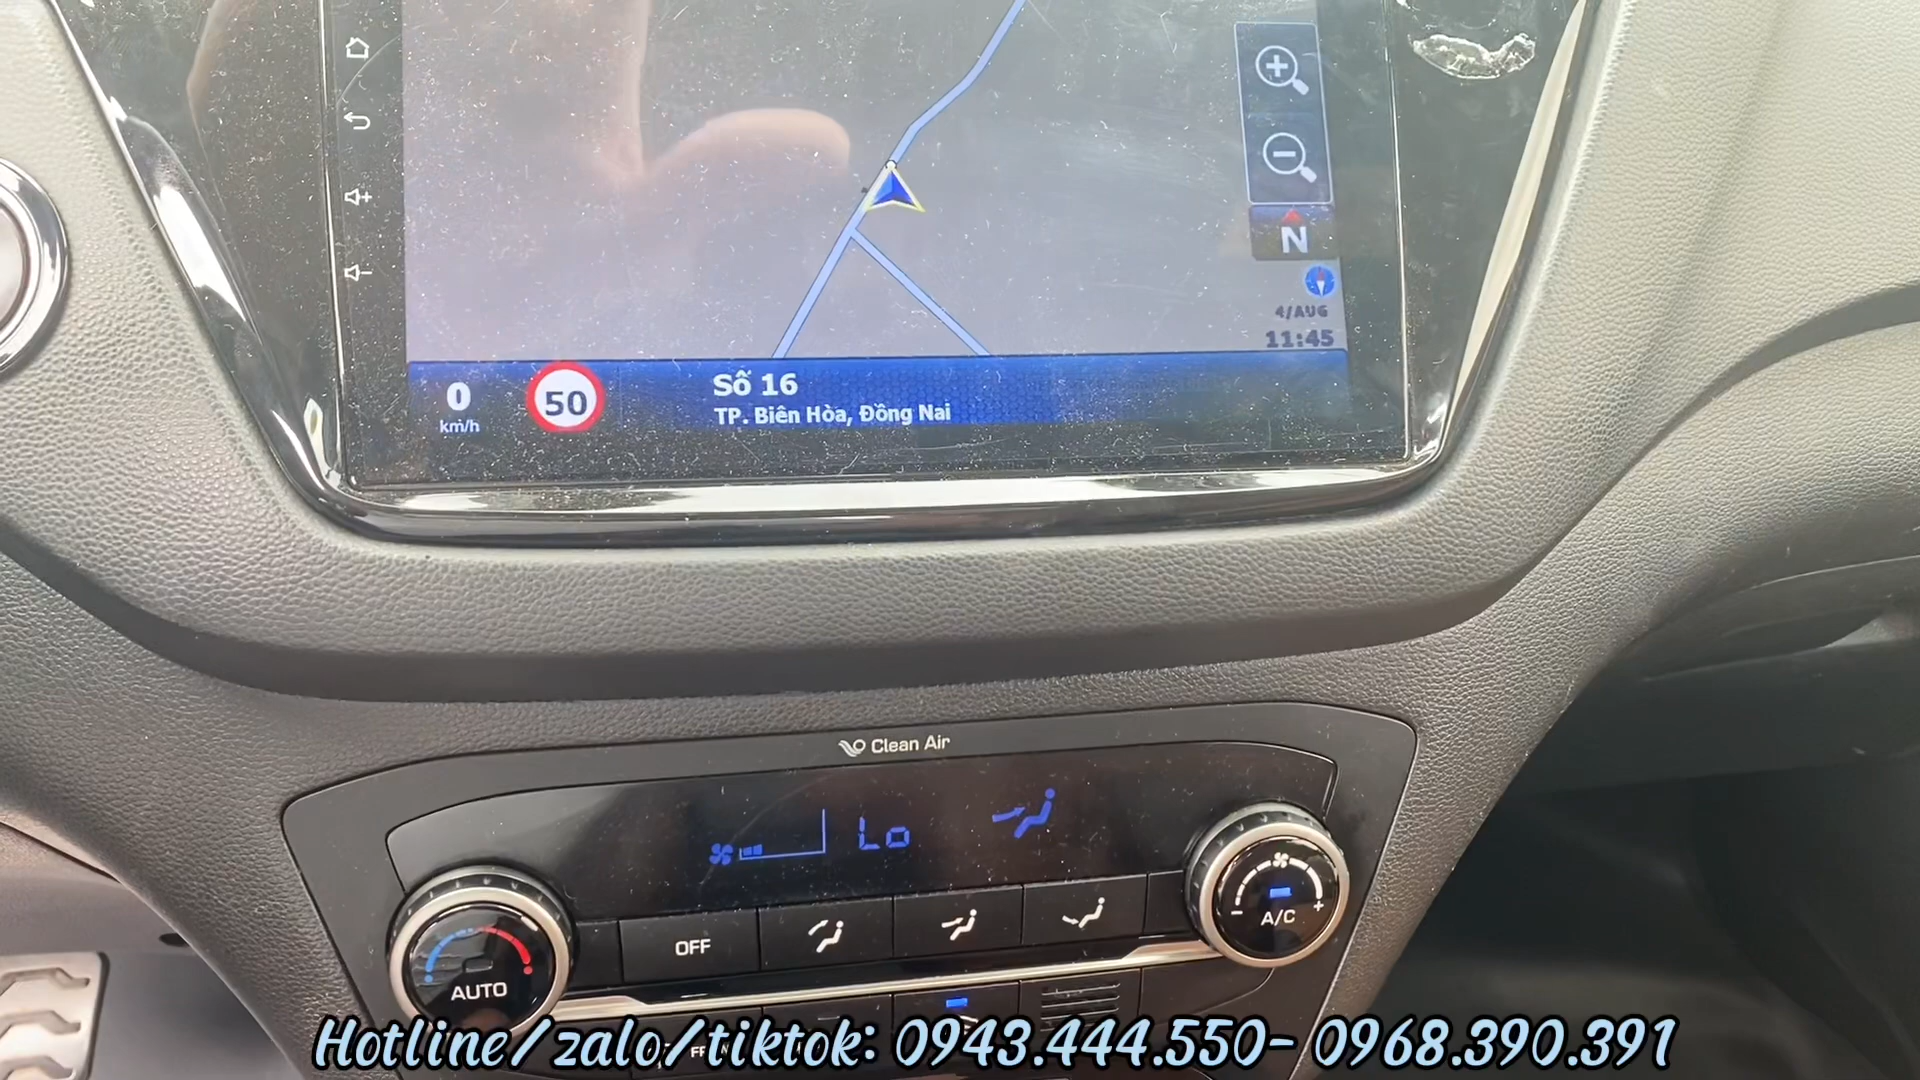 N
4/AUG
11:45
0
km/h
50
Số 16
TP. Biên Hòa, Đồng Nai
Clean Air
Lo
OFF
A/C
AUTO
Hotline/zalo/tiktok: 0943.444.550- 0968.390.391